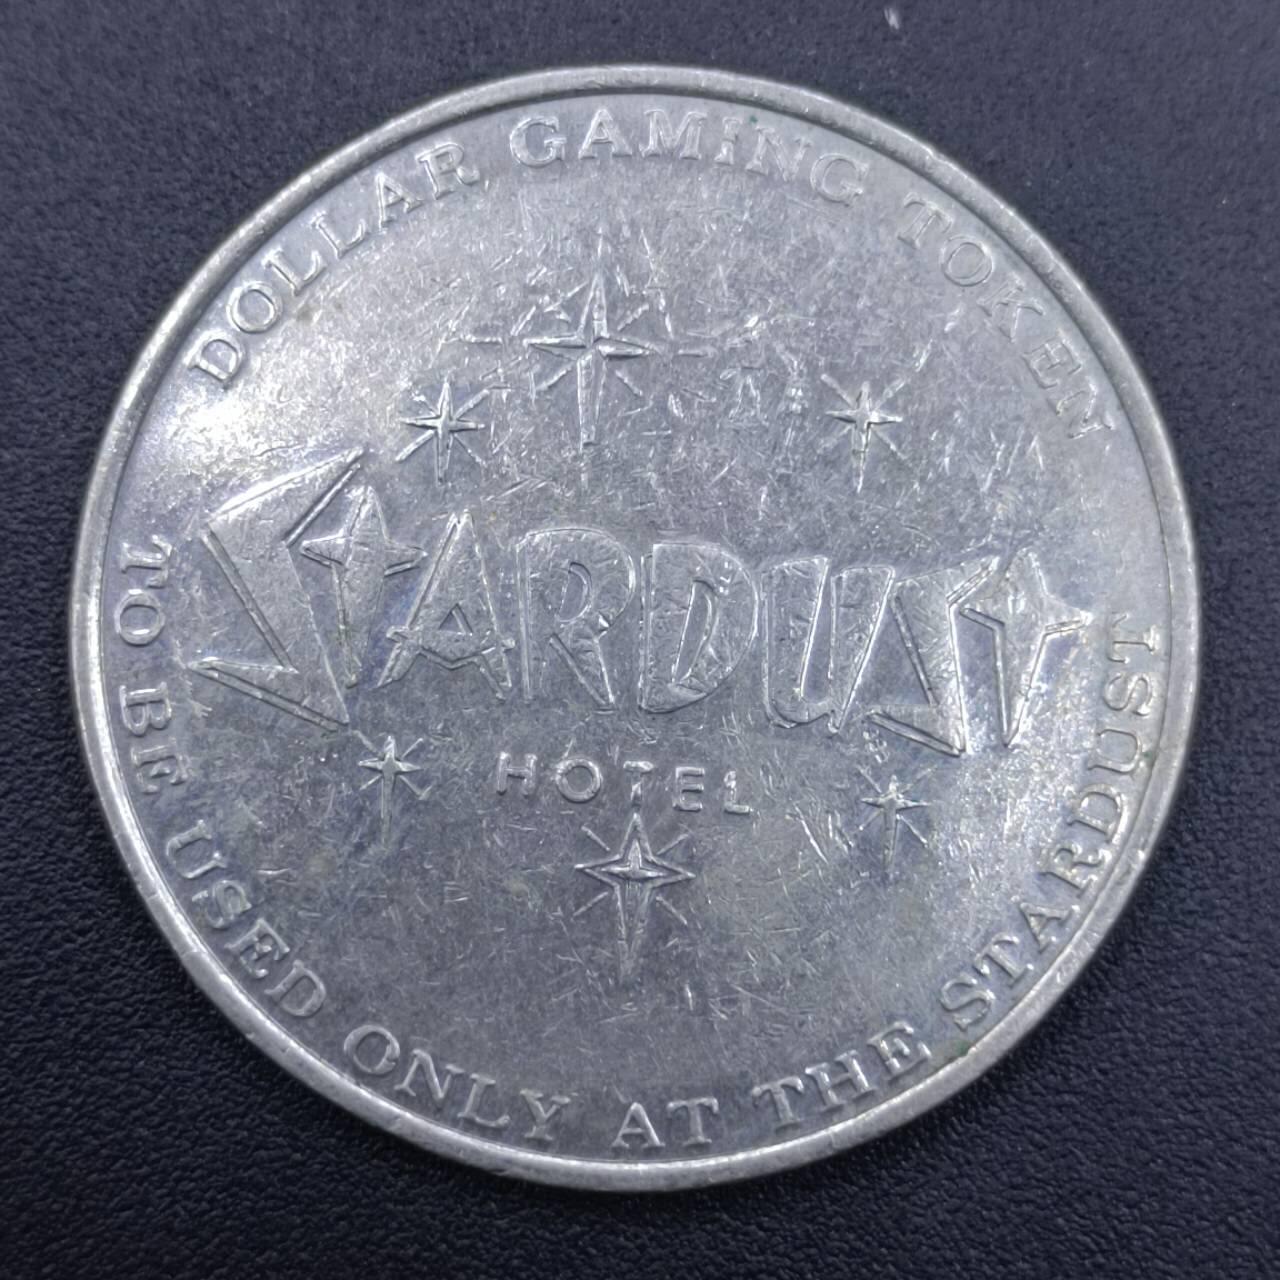 DOLLAR GAMING TOKEN
STARDUST
HOTEL
TO BE USED ONLY AT THE STARDUST